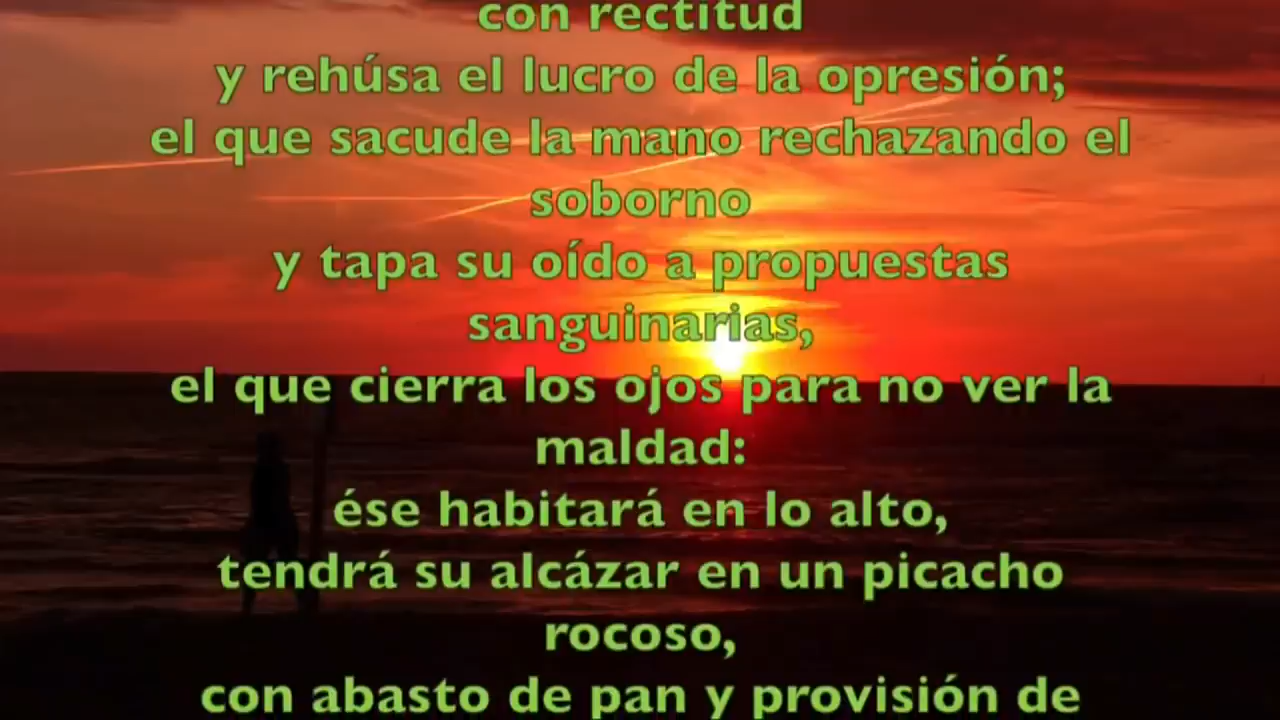 con rectitud
y rehúsa el lucro de la opresión;
el que sacude la mano rechazando el
soborno
y tapa su oído a propuestas
sanguinarias,
el que cierra los ojos para no ver la
maldad:
ése habitará en lo alto,
tendrá su alcázar en un picacho
rocoso,
con abasto de pan y provisión de